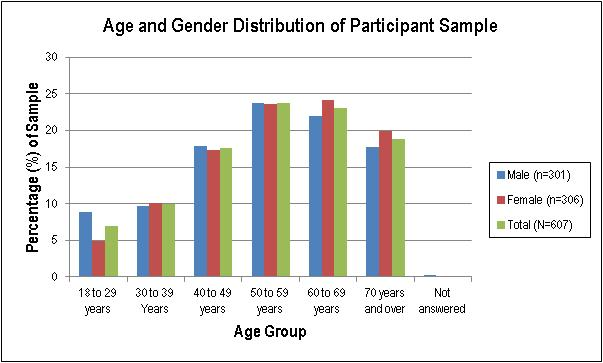 Age and Gender Distribution of Participant Sample
Percentage (%) of Sample
30
25
20
15
10
5
0
18 to 29 years
30 to 39 Years
40 to 49 years
50 to 59 years
60 to 69 years
70 years and over
Not answered
Age Group
Male (n=301)
Female (n=306)
Total (N=607)